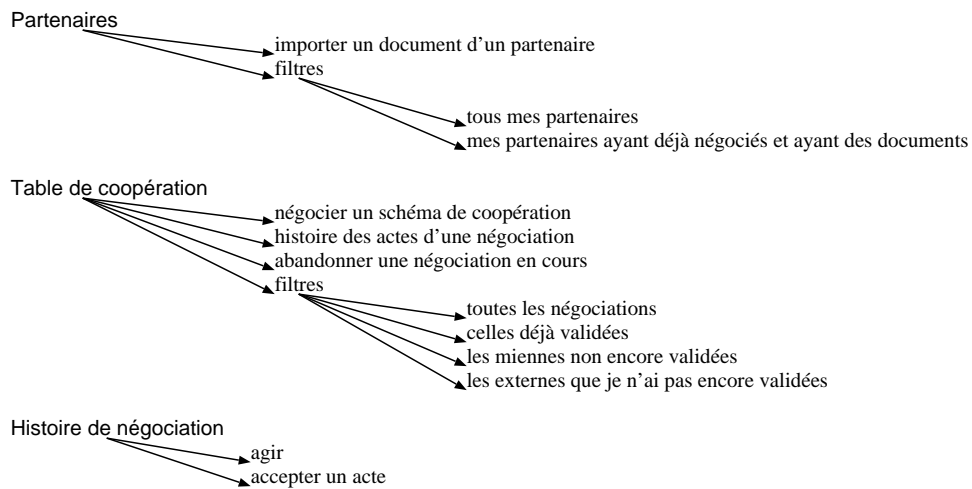 Partenaires
importer un document d'un partenaire
filtres
tous mes partenaires
mes partenaires ayant déjà négociés et ayant des documents
Table de coopération
négocier un schéma de coopération
histoire des actes d'une négociation
abandonner une négociation en cours
filtres
toutes les négociations
celles déjà validées
les miennes non encore validées
les externes que je n'ai pas encore validées
Histoire de négociation
agir
accepter un acte